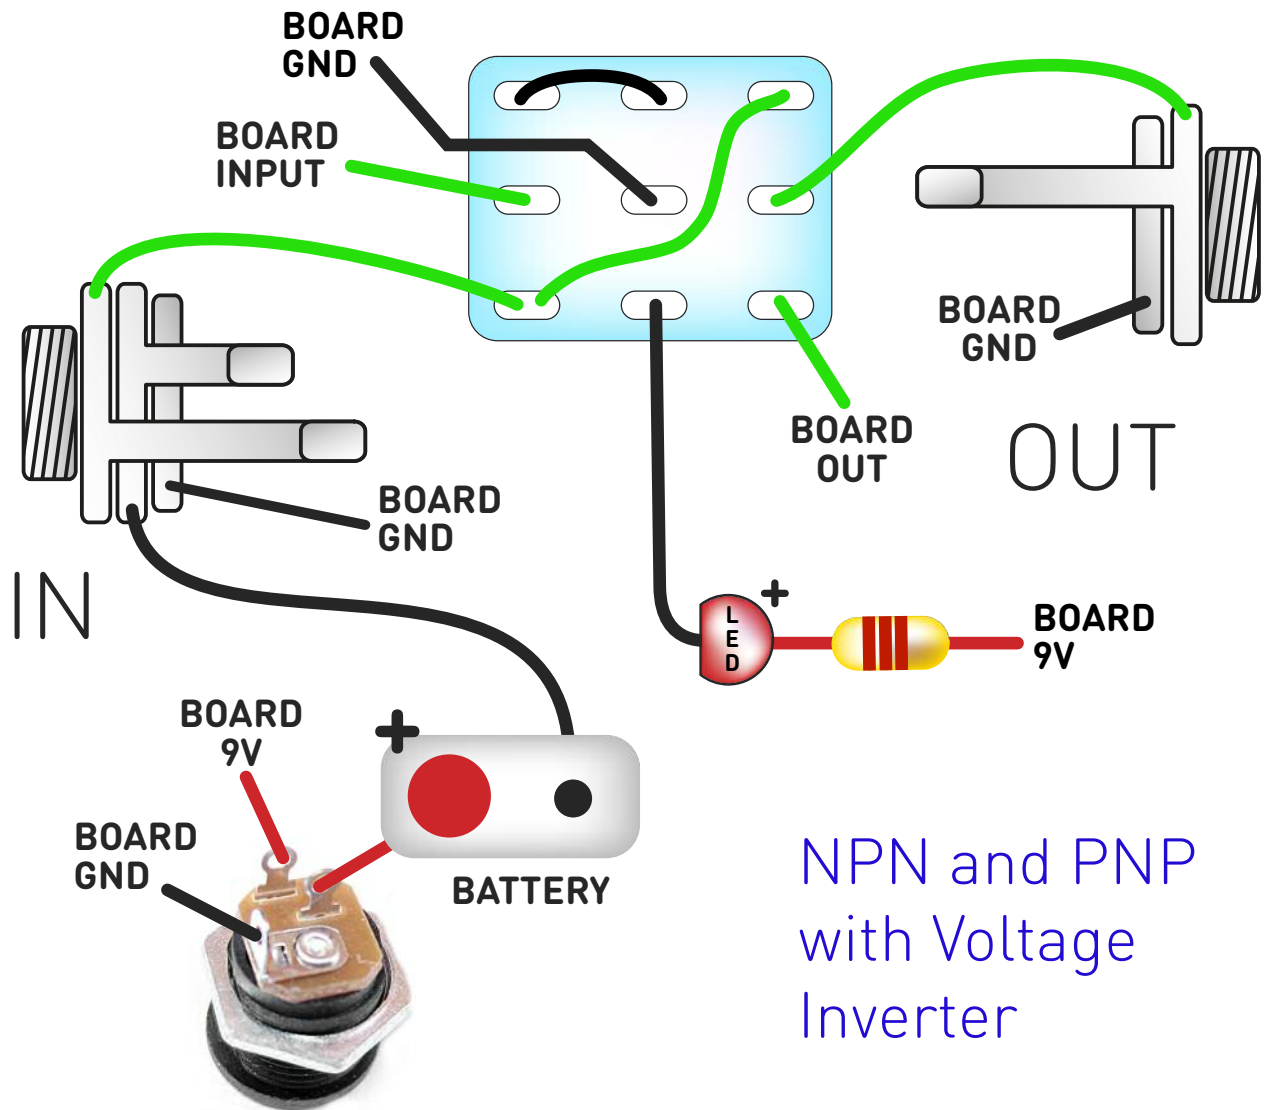 BOARD
GND
BOARD
INPUT
BOARD
GND
BOARD
OUT
OUT
BOARD
GND
IN
+
L
E
D
BOARD
9V
BOARD
9V
+
BOARD
GND
BATTERY
NPN and PNP
with Voltage
Inverter